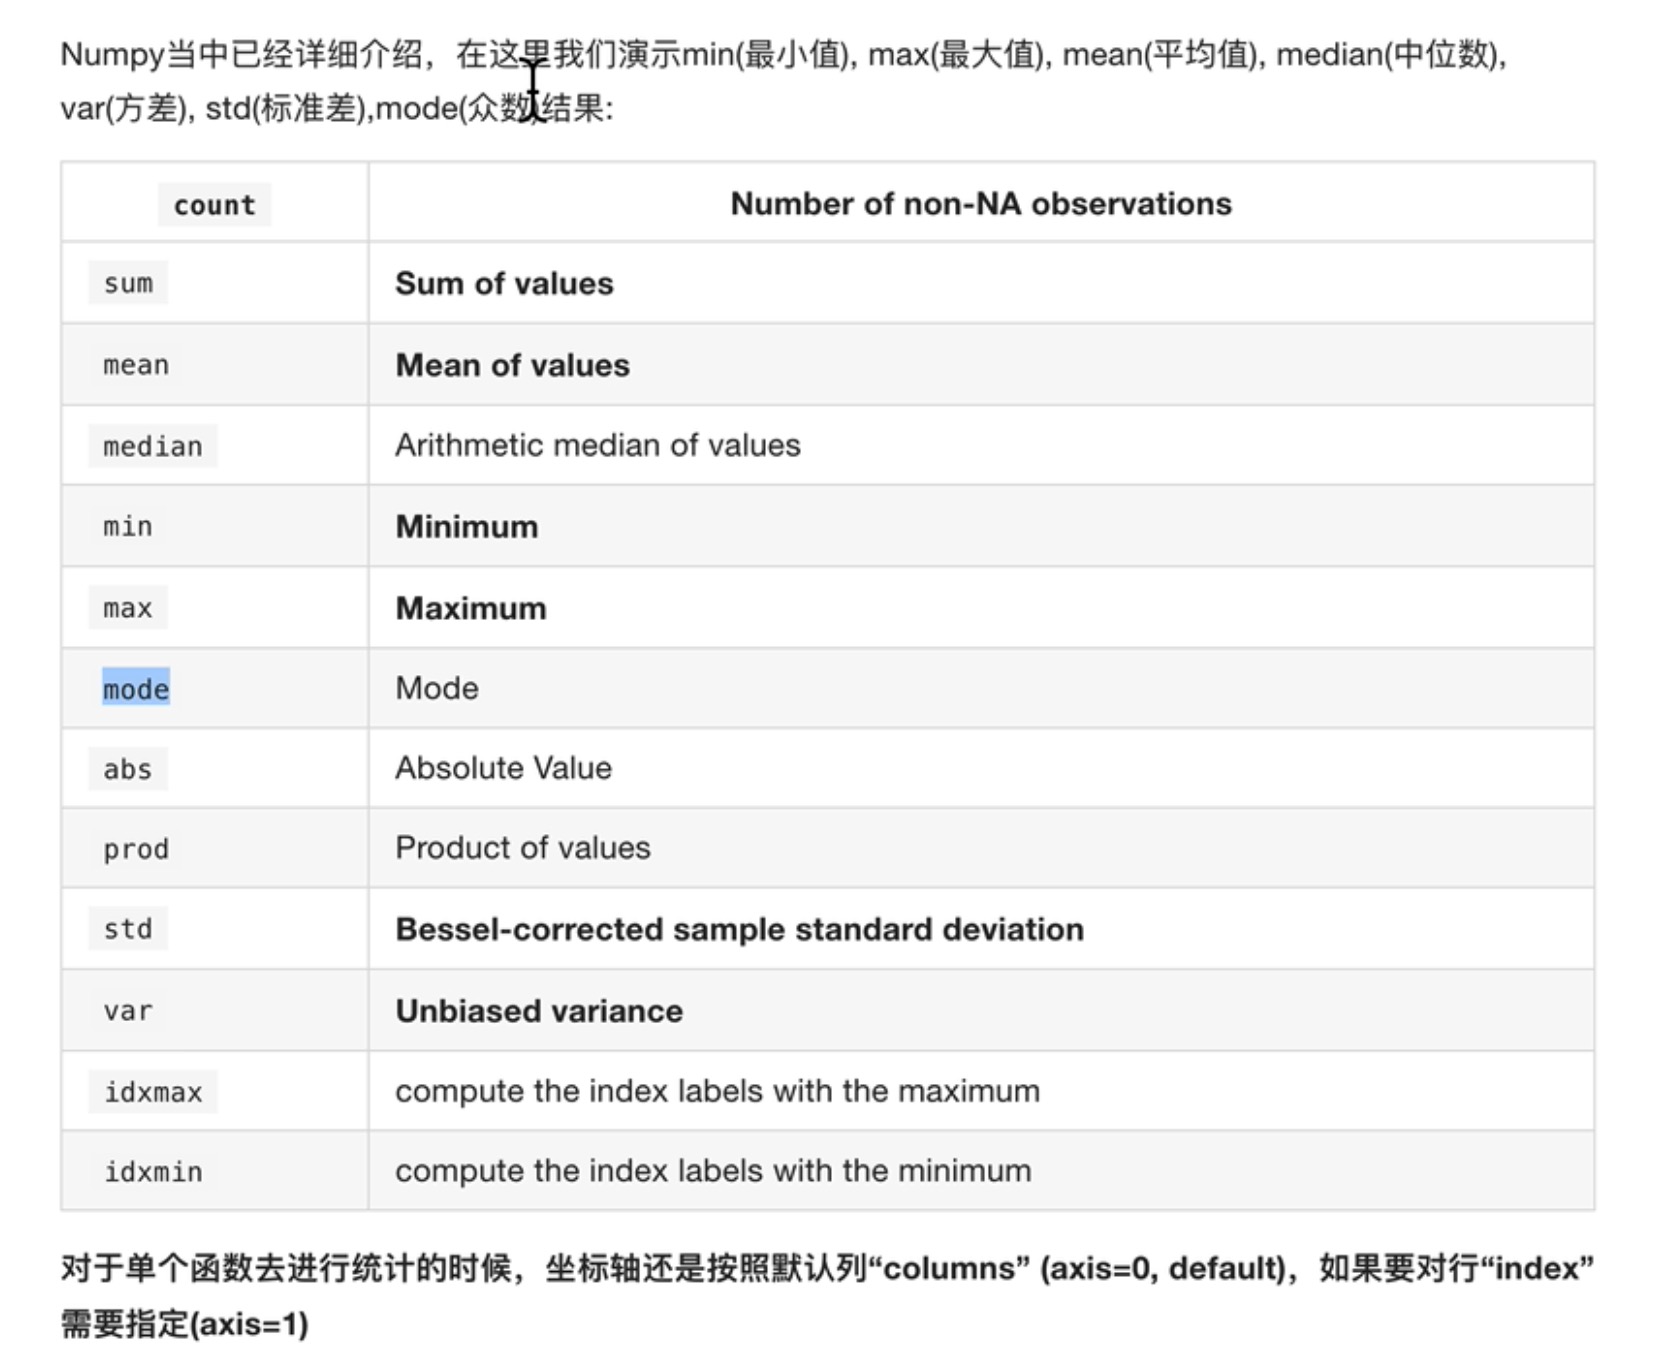 Numpy当中已经详细介绍，在这里我们演示min(最小值), max(最大值), mean(平均值), median(中位数),
var(方差), std(标准差),mode(众数)结果:
count Number of non-NA observations
sum Sum of values
mean Mean of values
median Arithmetic median of values
min Minimum
max Maximum
mode Mode
abs Absolute Value
prod Product of values
std Bessel-corrected sample standard deviation
var Unbiased variance
idxmax compute the index labels with the maximum
idxmin compute the index labels with the minimum
对于单个函数去进行统计的时候，坐标轴还是按照默认列“columns” (axis=0, default)，如果要对行“index”
需要指定(axis=1)